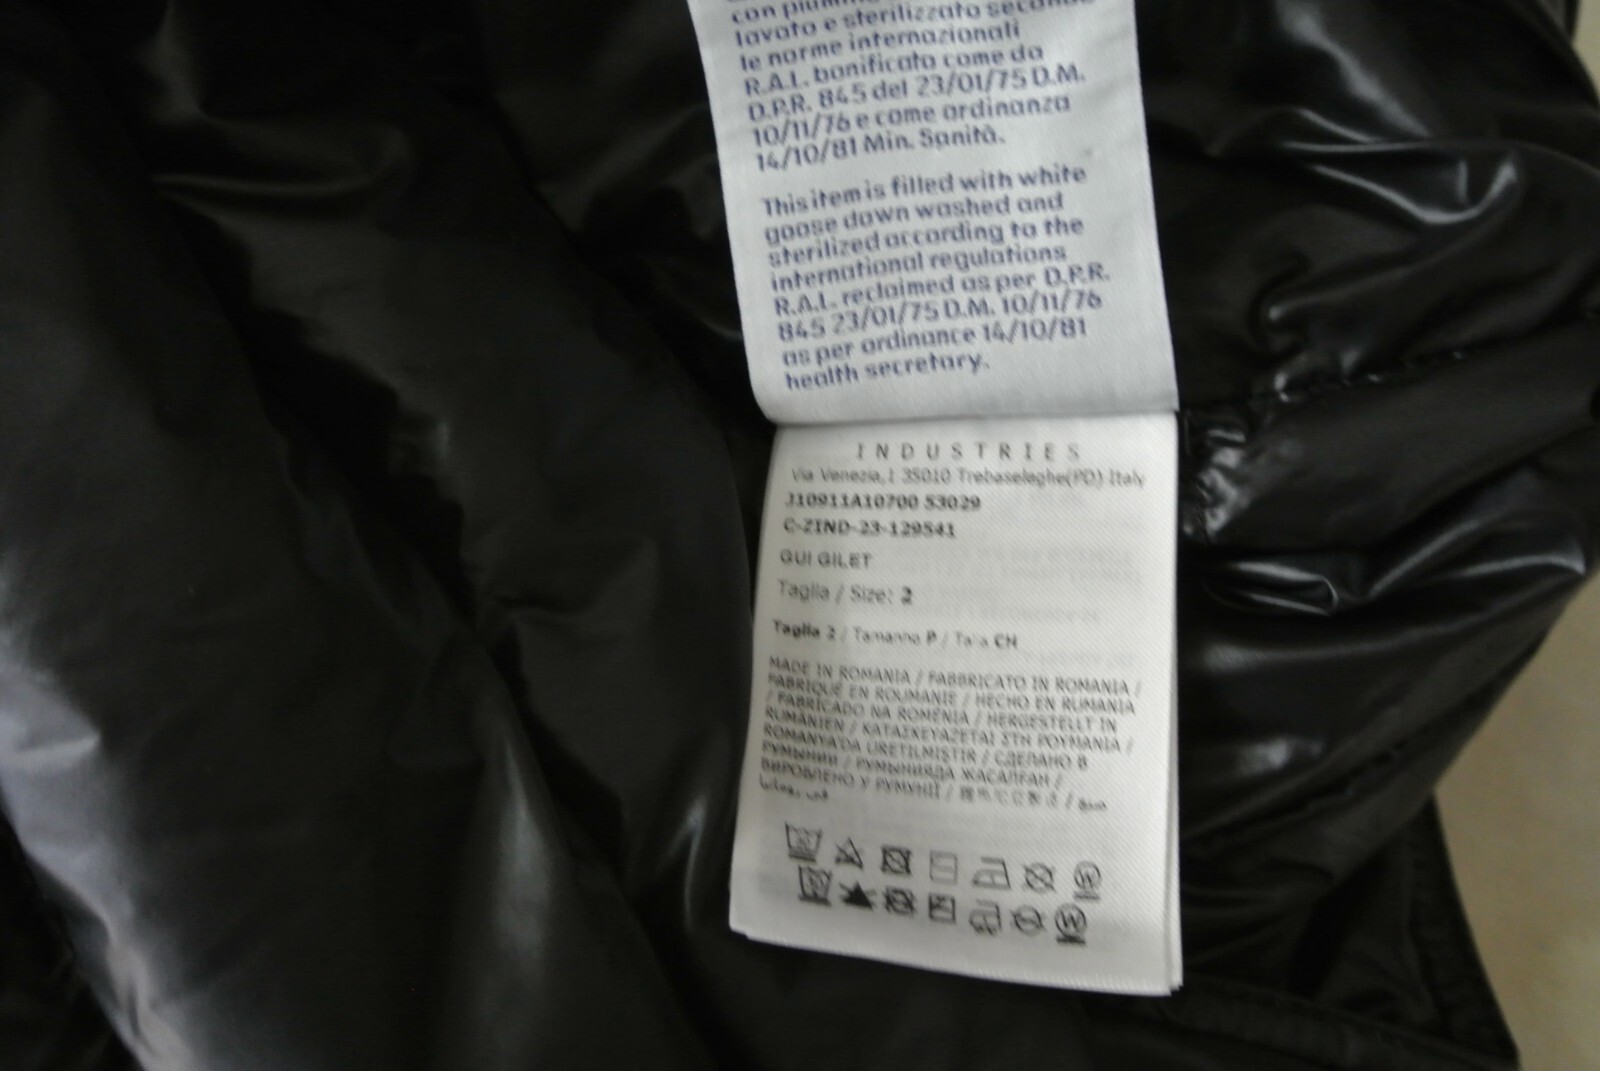 con piumino
lavato e sterilizzato secondo
le norme internazionali
R.A.L. bonificato come da
D.P.R. 845 del 23/01/75 D.M.
10/11/76 e come ordinanza
14/10/81 Min. Sanità.
This item is filled with white
goose down washed and
sterilized according to the
international regulations
R.A.L. reclaimed as per D.P.R.
845 23/01/75 D.M. 10/11/76
as per ordinance 14/10/81
health secretary.
INDUSTRIES
Via Venezia,1 35010 Trebaseleghe(PD) Italy
J10911A10700 53029
C-ZIND-23-129541
GUI GILET
Taglia / Size: 2
Taglia 2 / Tamanho P / Talla CH
MADE IN ROMANIA / FABBRICATO IN ROMANIA /
FABRIQUÉ EN ROUMANIE / HECHO EN RUMANIA
/ FABRICADO NA ROMÉNIA / HERGESTELLT IN
RUMÄNIEN / ΚΑΤΑΣΚΕΥΑΖΕΤΑΙ ΣΤΗ ΡΟΥΜΑΝΙΑ /
ROMANYA'DA ÜRETİLMİŞTİR / СДЕЛАНО В
РУМЫНИИ / РУМЫНИЯДА ЖАСАЛҒАН /
ВИРОБЛЕНО У РУМУНІЇ /